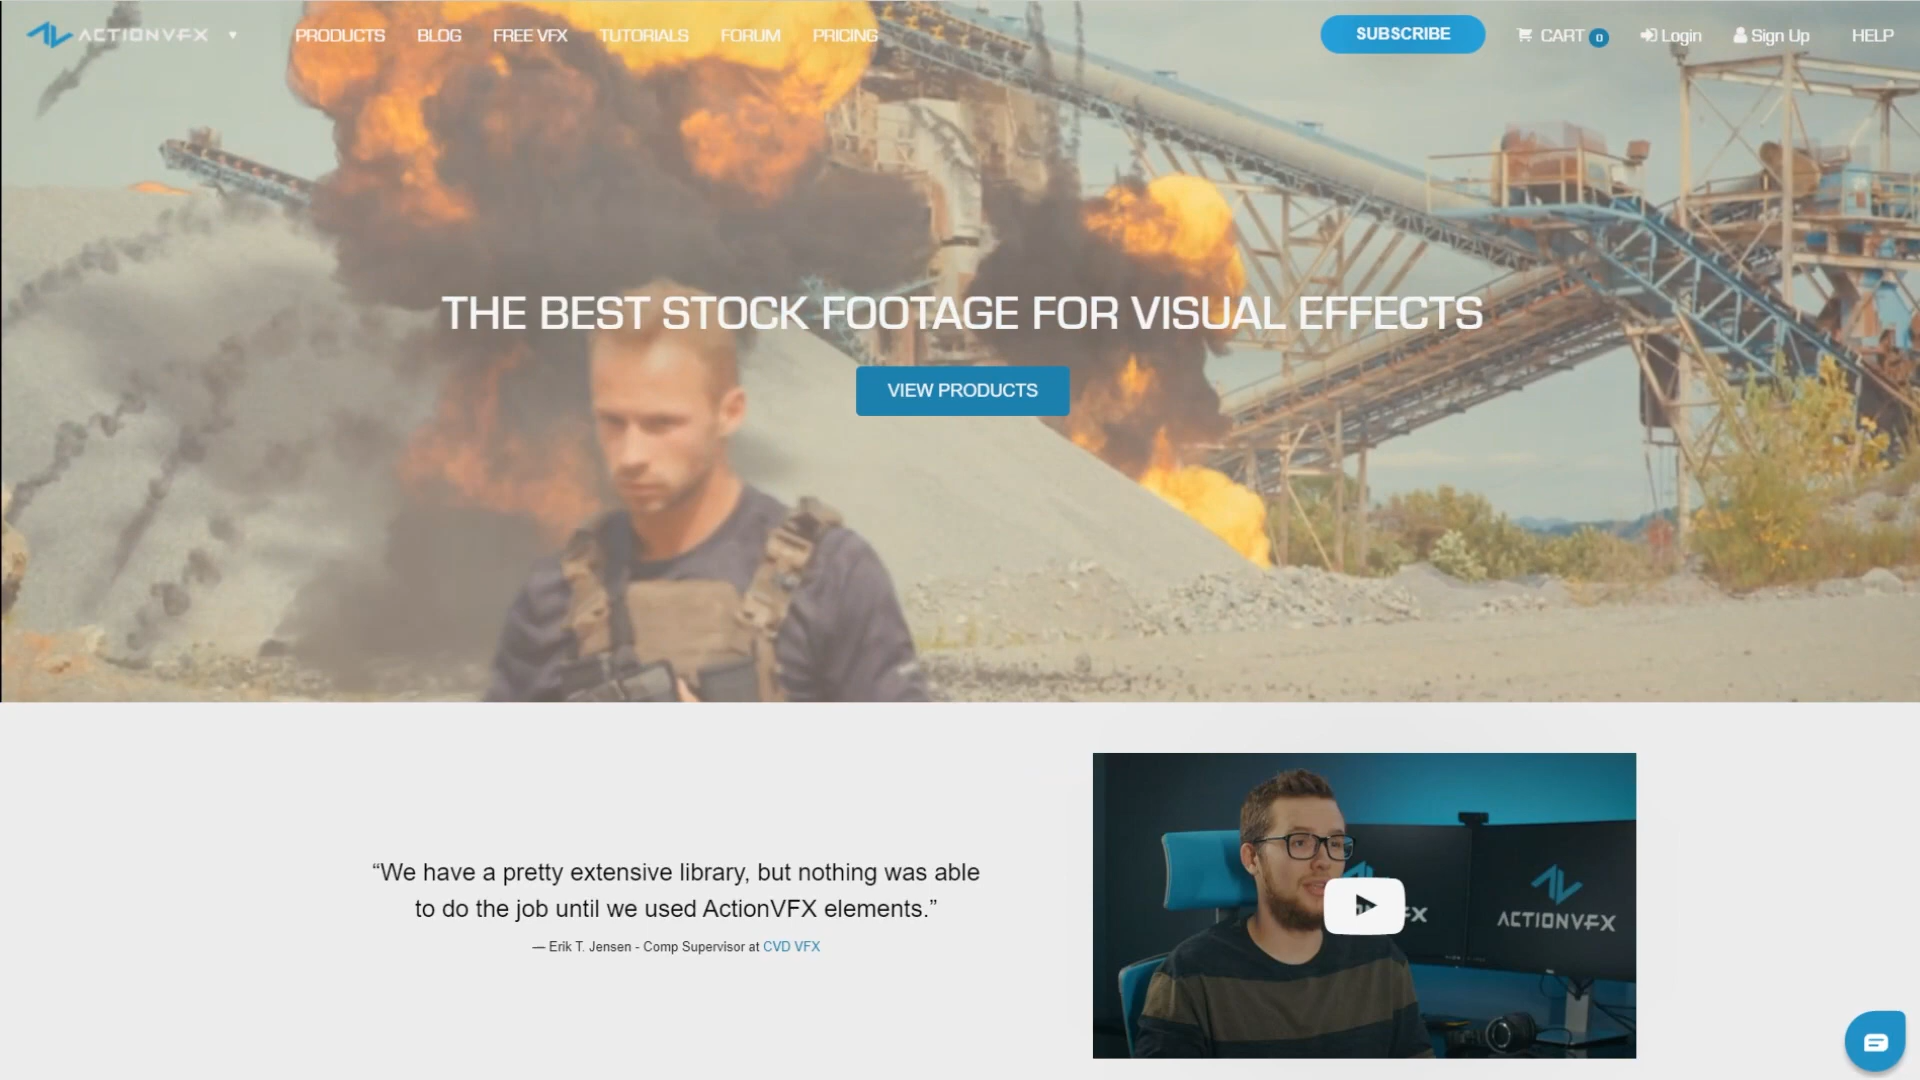 ACTIONVFX
PRODUCTS BLOG FREE VFX TUTORIALS FORUM PRICING
SUBSCRIBE CART 0 Login Sign Up HELP
THE BEST STOCK FOOTAGE FOR VISUAL EFFECTS
VIEW PRODUCTS
“We have a pretty extensive library, but nothing was able
to do the job until we used ActionVFX elements.”
— Erik T. Jensen - Comp Supervisor at CVD VFX
ACTIONVFX